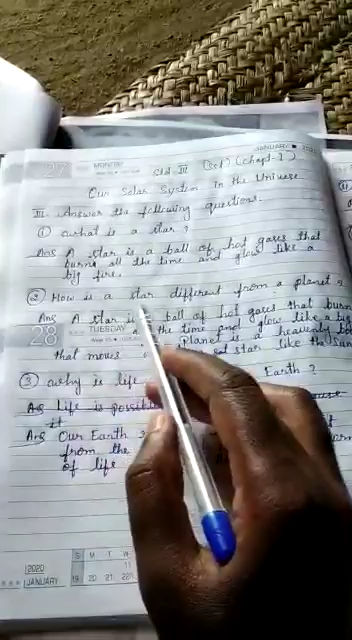 27 MONDAY
JANUARY
Std-III (Sci) (Chapt-1)
Our Solar System in the Universe
III. Answer the following questions.
① What is a star?
Ans A star is a ball of hot gases that
burns all the time and glow like a
big fire.
② How is a star different from a planet?
Ans A star is ball of hot gases that burn
28 TUESDAY the time and glow like a big
planet is a heavenly
that moves star like the
③ Why is life Earth?
Ans Life is possible
it
Ans Our Earth
from the
of life
2020
JANUARY
S M T W
11
19 20 21